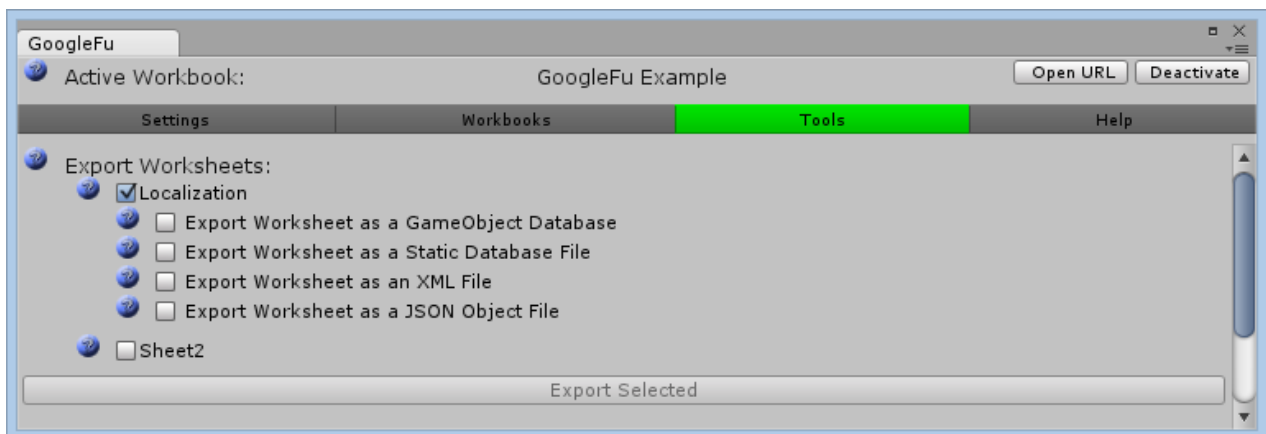 GoogleFu
Active Workbook: GoogleFu Example Open URL Deactivate
Settings Workbooks Tools Help
Export Worksheets:
Localization
Export Worksheet as a GameObject Database
Export Worksheet as a Static Database File
Export Worksheet as an XML File
Export Worksheet as a JSON Object File
Sheet2
Export Selected